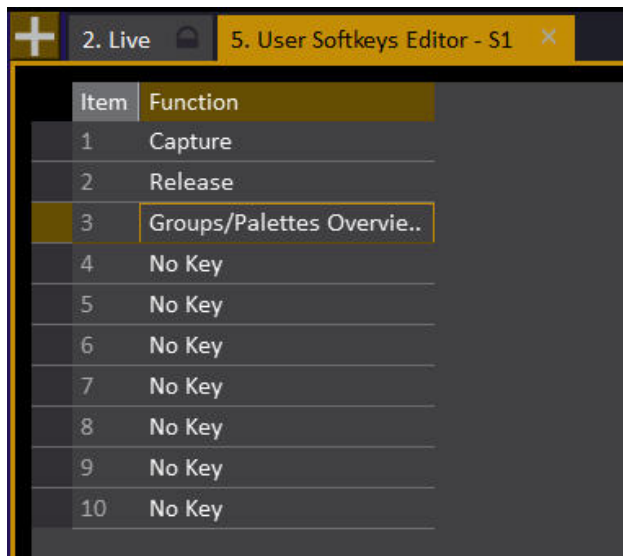 2. Live 5. User Softkeys Editor - S1
Item Function
1 Capture
2 Release
3 Groups/Palettes Overvie..
4 No Key
5 No Key
6 No Key
7 No Key
8 No Key
9 No Key
10 No Key